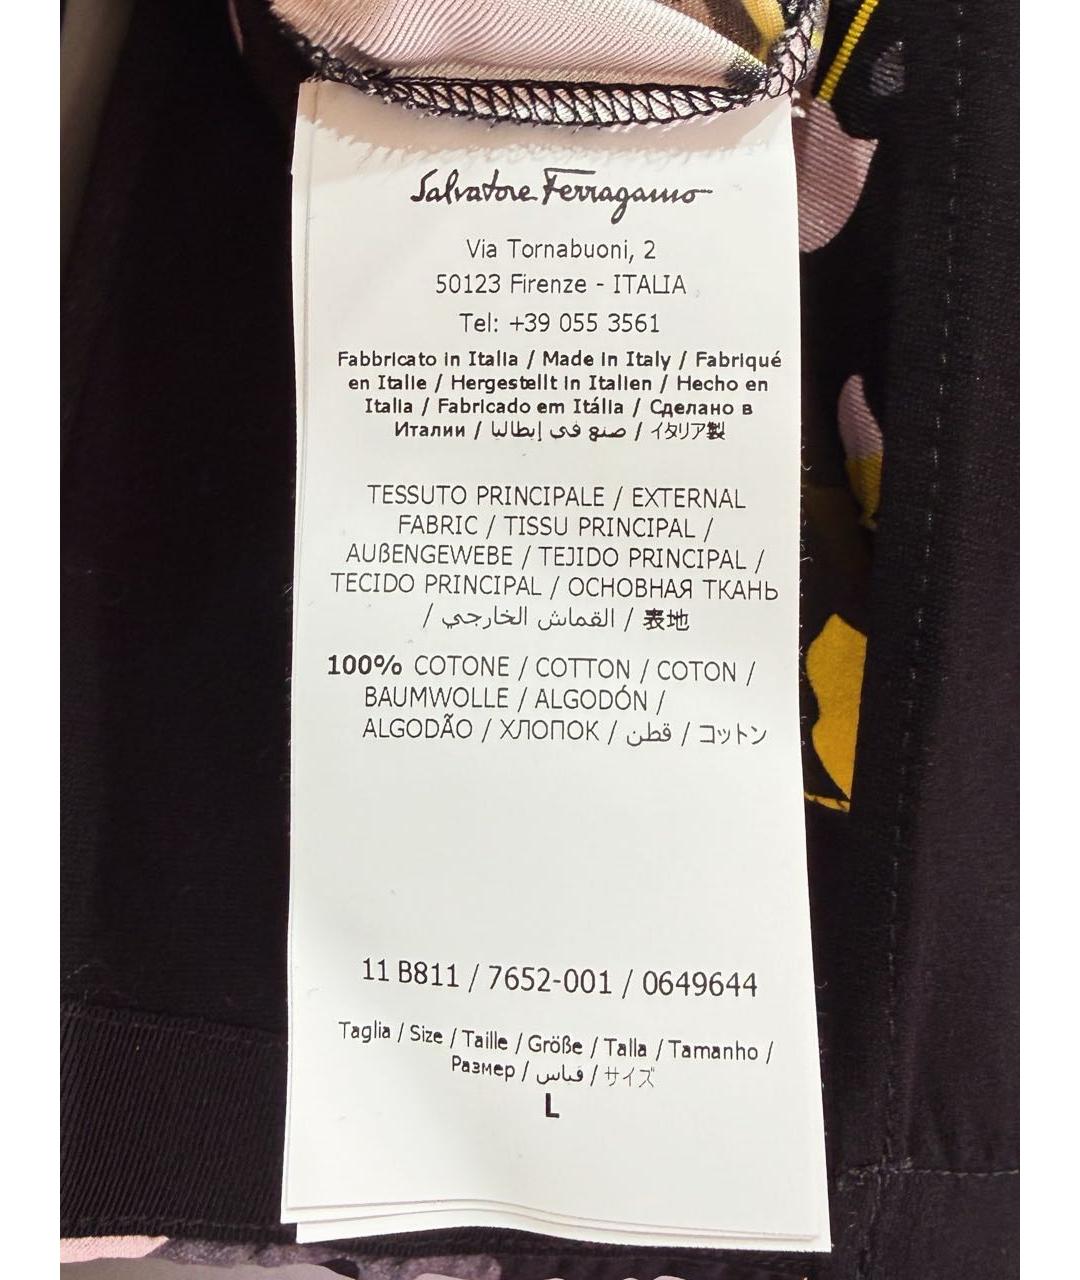 Salvatore Ferragamo
Via Tornabuoni, 2
50123 Firenze - ITALIA
Tel: +39 055 3561
Fabbricato in Italia / Made in Italy / Fabriqué
en Italie / Hergestellt in Italien / Hecho en
Italia / Fabricado em Itália / Сделано в
Италии / صنع في إيطاليا / イタリア製
TESSUTO PRINCIPALE / EXTERNAL
FABRIC / TISSU PRINCIPAL /
AUßENGEWEBE / TEJIDO PRINCIPAL /
TECIDO PRINCIPAL / ОСНОВНАЯ ТКАНЬ
/ القماش الخارجي / 表地
100% COTONE / COTTON / COTON /
BAUMWOLLE / ALGODÓN /
ALGODÃO / ХЛОПОК / قطن / コットン
11 B811 / 7652-001 / 0649644
Taglia / Size / Taille / Größe / Talla / Tamanho /
Размер / قياس / サイズ
L